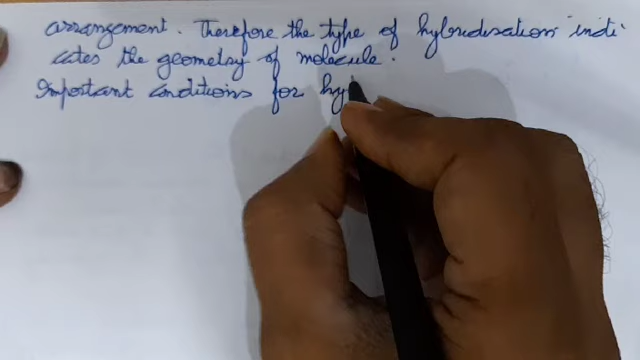 arrangement. Therefore the type of hybridisation indi
cates the geometry of molecule.
Important conditions for hy